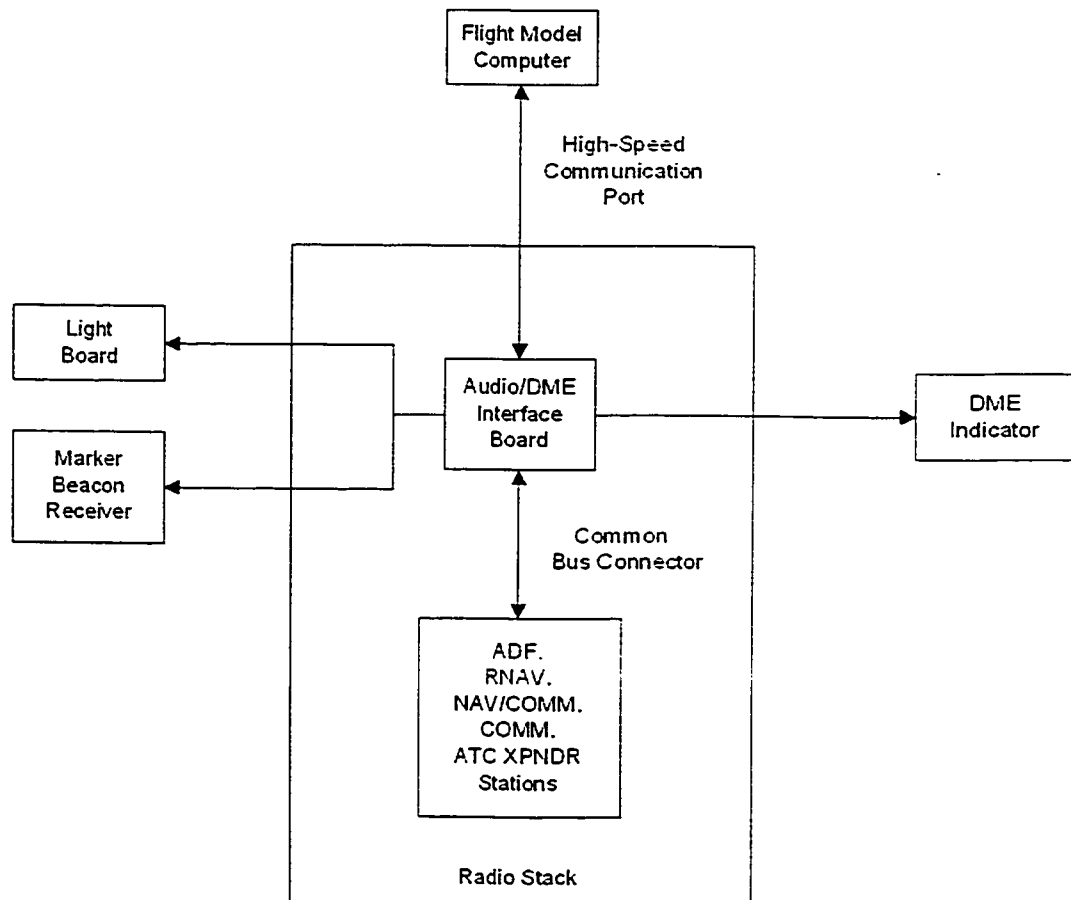 Flight Model
Computer
High-Speed
Communication
Port
Light
Board
Audio/DME
Interface
Board
DME
Indicator
Marker
Beacon
Receiver
Common
Bus Connector
ADF.
RNAV.
NAV/COMM.
COMM.
ATC XPNDR
Stations
Radio Stack